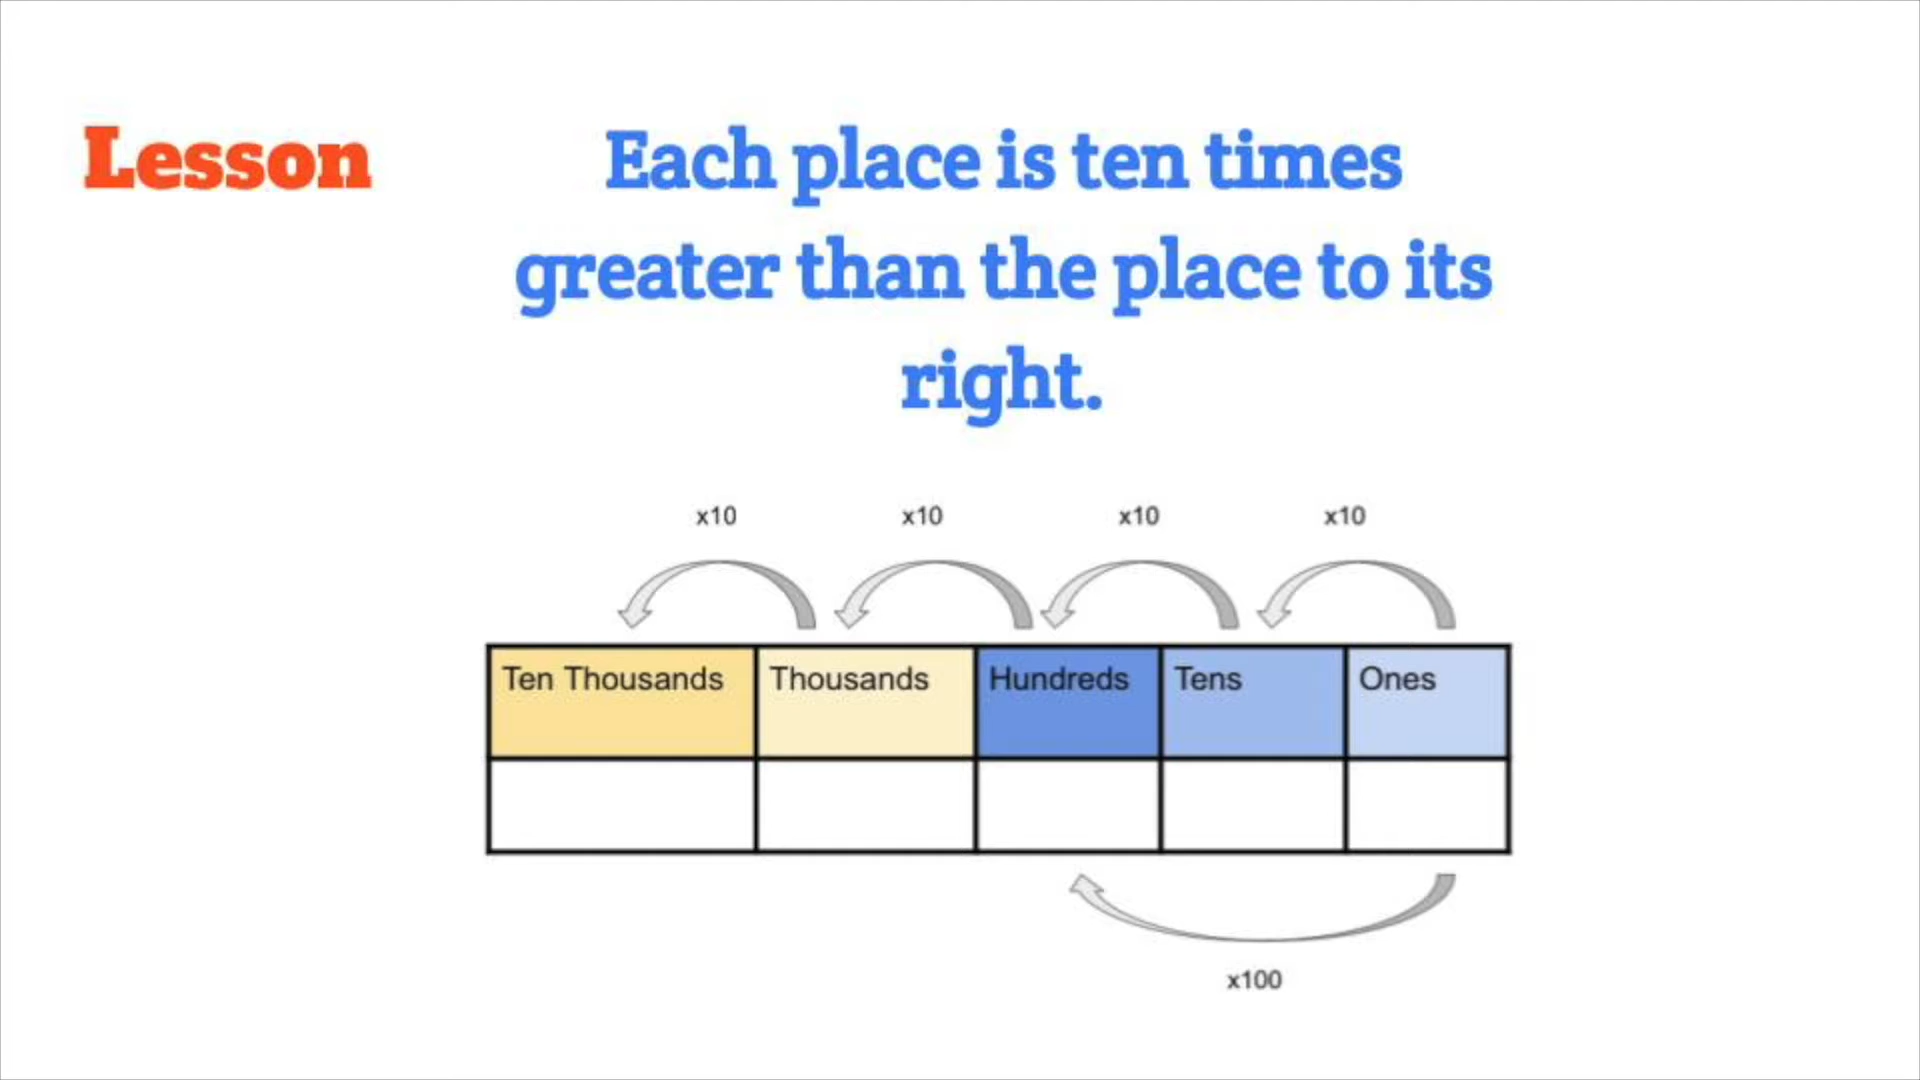 Lesson
Each place is ten times
greater than the place to its
right.
x10 x10 x10 x10
Ten Thousands Thousands Hundreds Tens Ones
x100